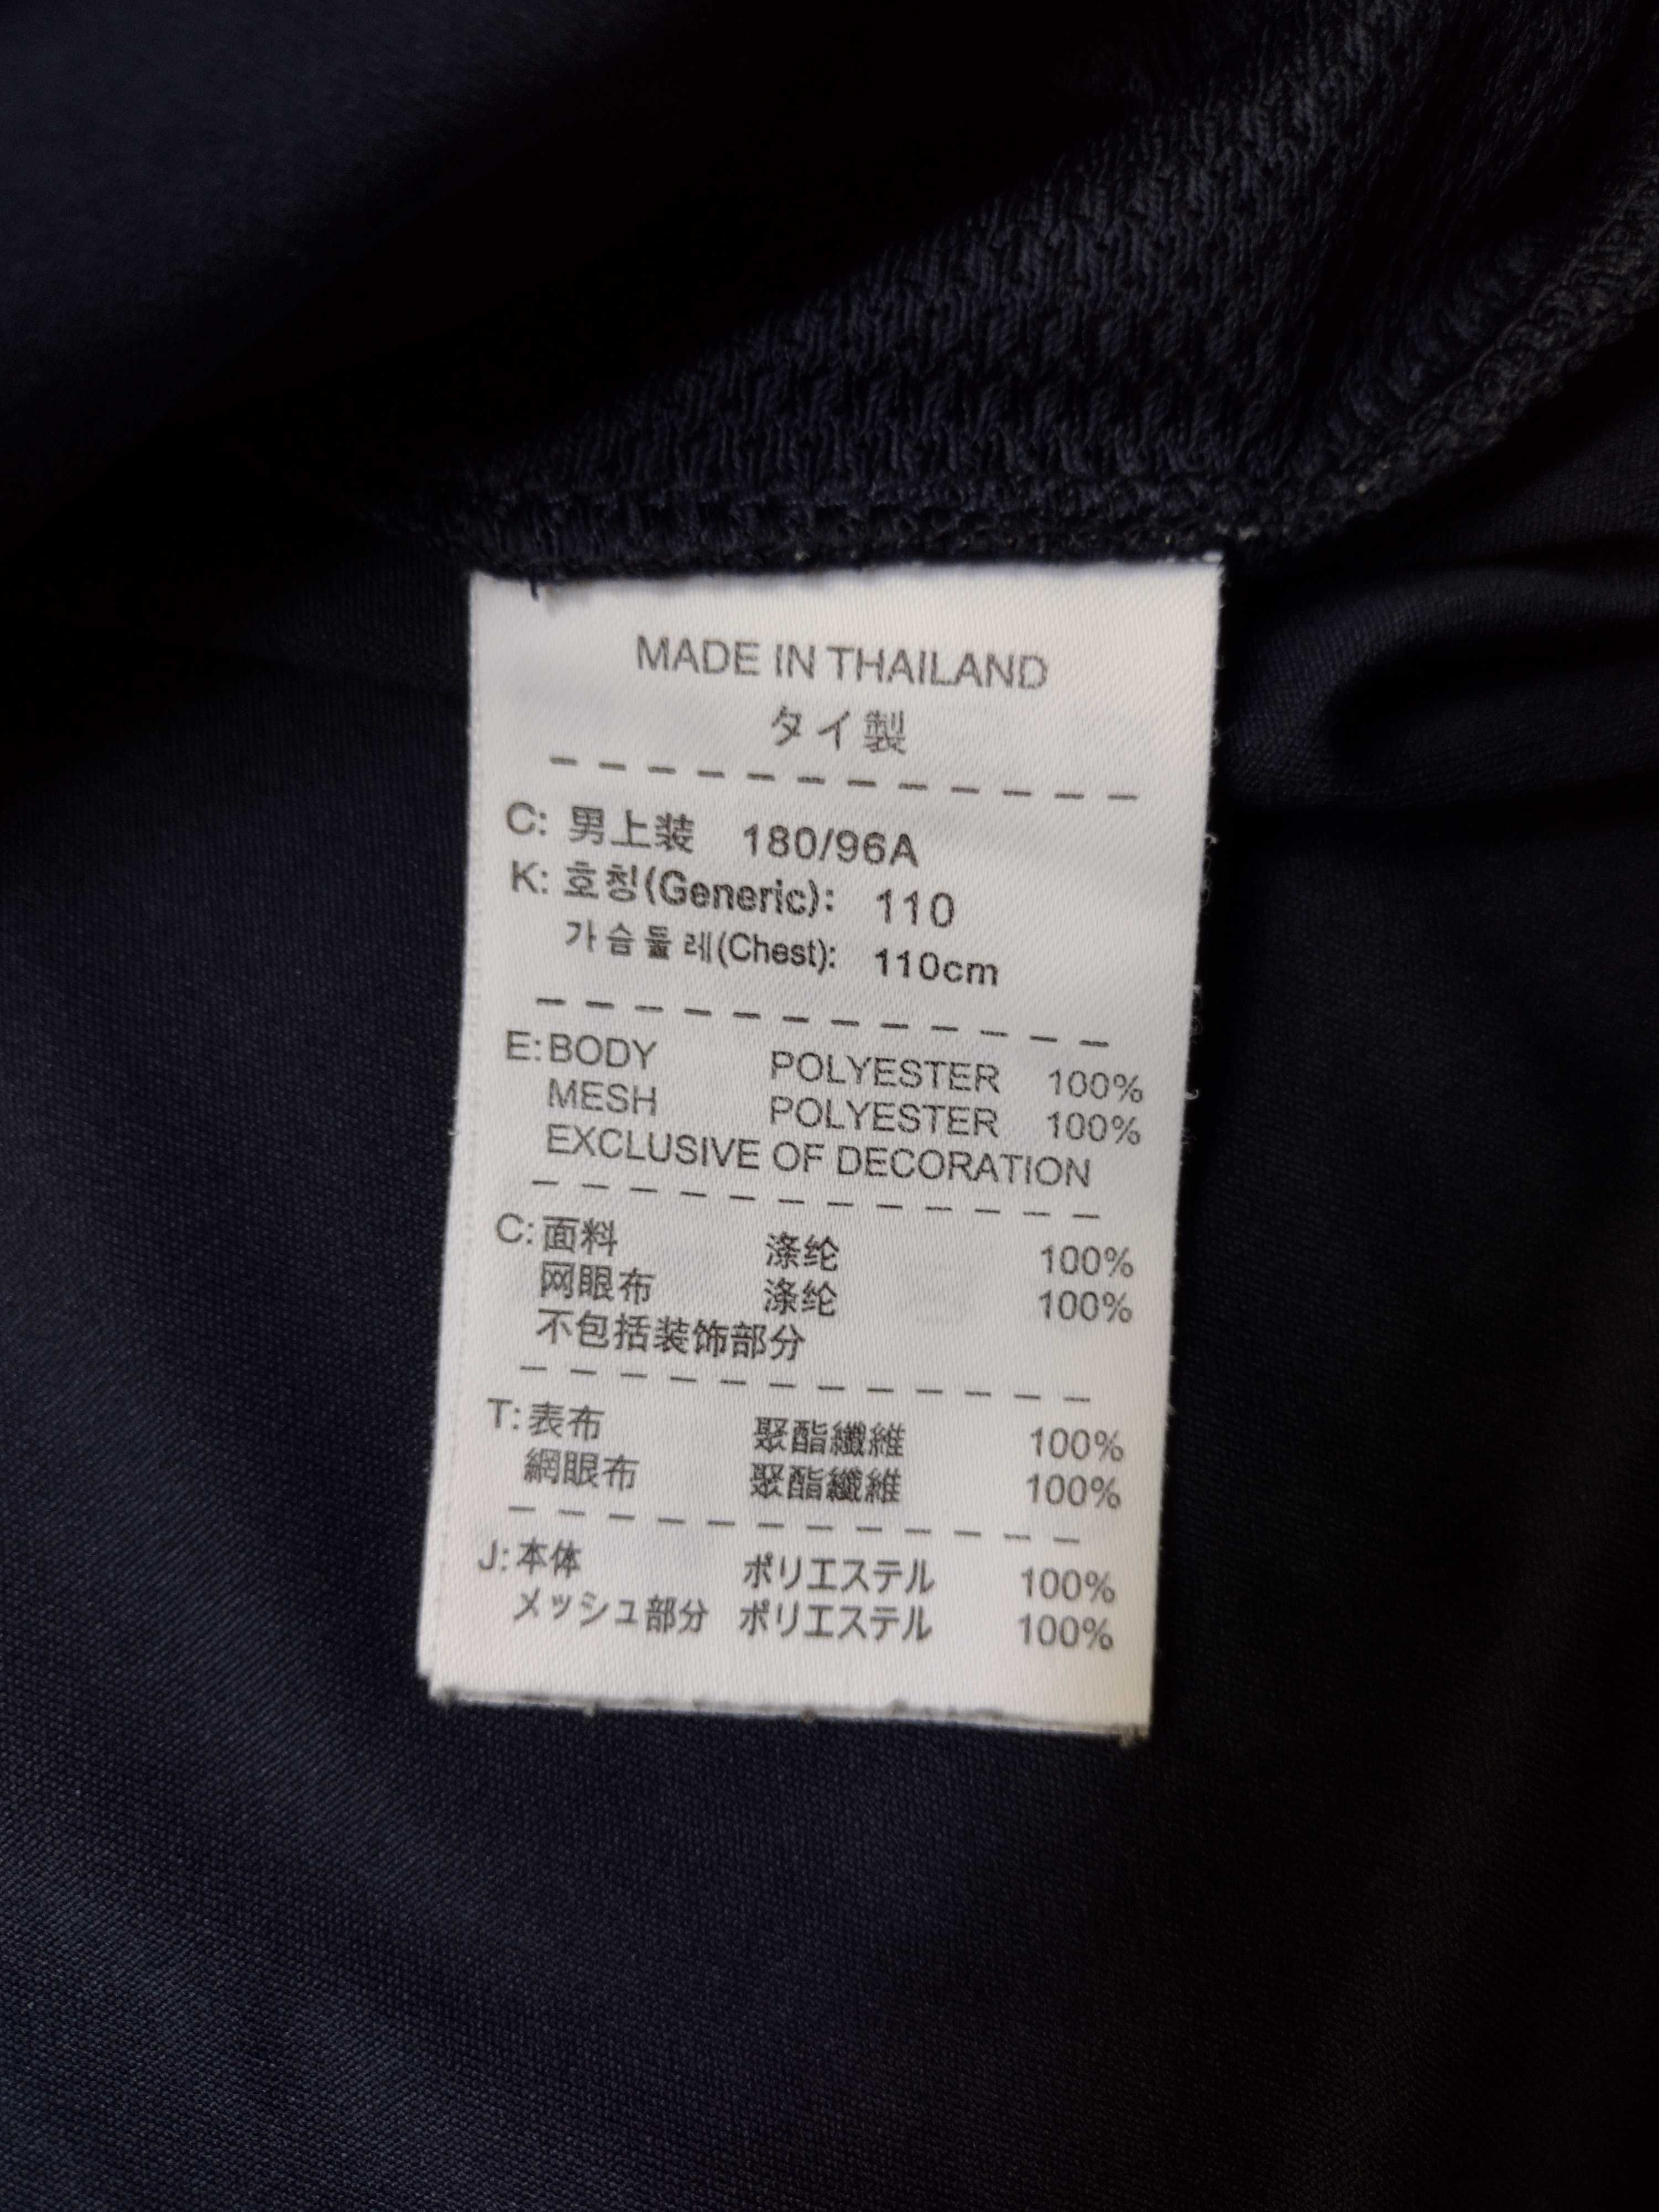 MADE IN THAILAND
タイ製
C: 男上装 180/96A
K: 호칭(Generic): 110
가슴둘레(Chest): 110cm
E: BODY POLYESTER 100%
MESH POLYESTER 100%
EXCLUSIVE OF DECORATION
C: 面料 涤纶 100%
网眼布 涤纶 100%
不包括装饰部分
T: 表布 聚酯纖維 100%
網眼布 聚酯纖維 100%
J: 本体 ポリエステル 100%
メッシュ部分 ポリエステル 100%